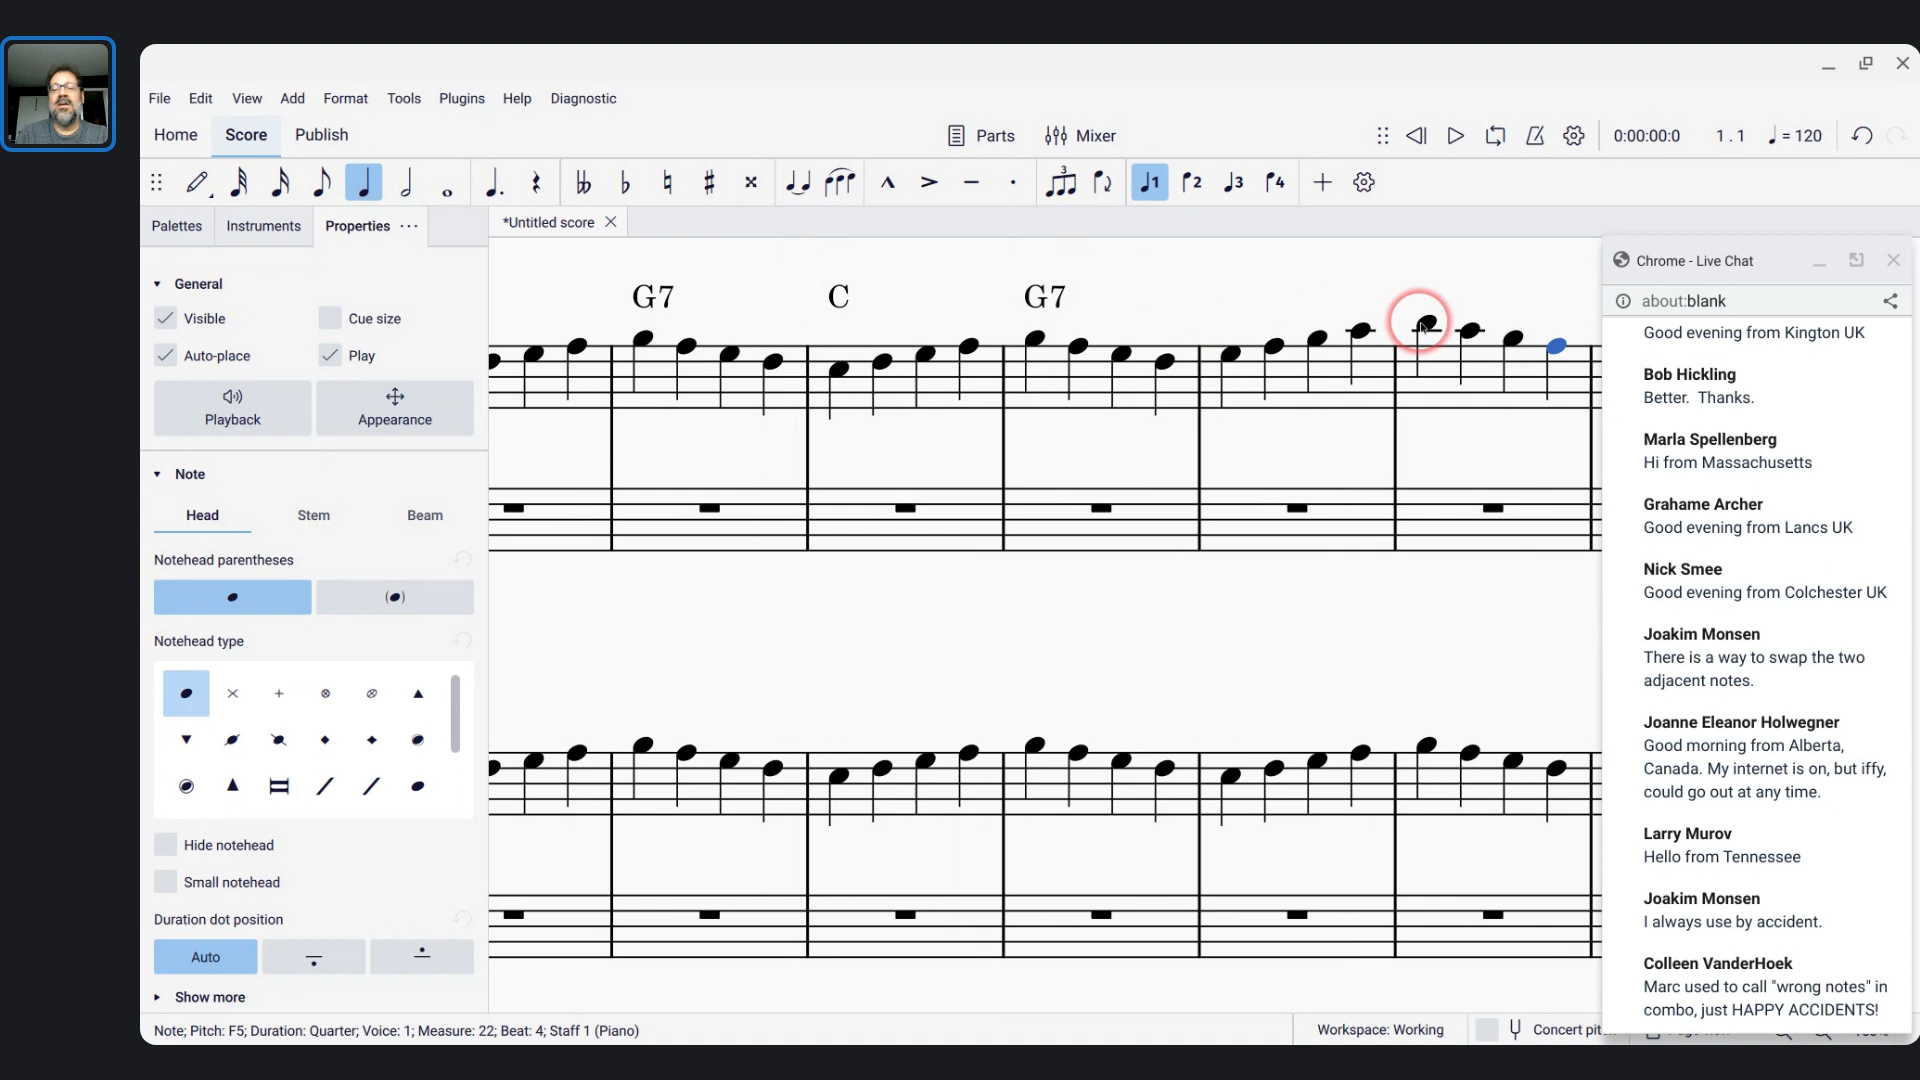 File Edit View Add Format Tools Plugins Help Diagnostic
Home Score Publish Parts Mixer 0:00:00:0 1 . 1 = 120
3 1 2 3 4
Palettes Instruments Properties ···
*Untitled score
General
Visible Cue size
Auto-place Play
Playback Appearance
Note
Head Stem Beam
Notehead parentheses
Notehead type
Hide notehead
Small notehead
Duration dot position
Auto
Show more
G7 C G7
Chrome - Live Chat
about:blank
Good evening from Kington UK
Bob Hickling
Better. Thanks.
Marla Spellenberg
Hi from Massachusetts
Grahame Archer
Good evening from Lancs UK
Nick Smee
Good evening from Colchester UK
Joakim Monsen
There is a way to swap the two
adjacent notes.
Joanne Eleanor Holwegner
Good morning from Alberta,
Canada. My internet is on, but iffy,
could go out at any time.
Larry Murov
Hello from Tennessee
Joakim Monsen
I always use by accident.
Colleen VanderHoek
Marc used to call "wrong notes" in
combo, just HAPPY ACCIDENTS!
Note; Pitch: F5; Duration: Quarter; Voice: 1; Measure: 22; Beat: 4; Staff 1 (Piano)
Workspace: Working Concert